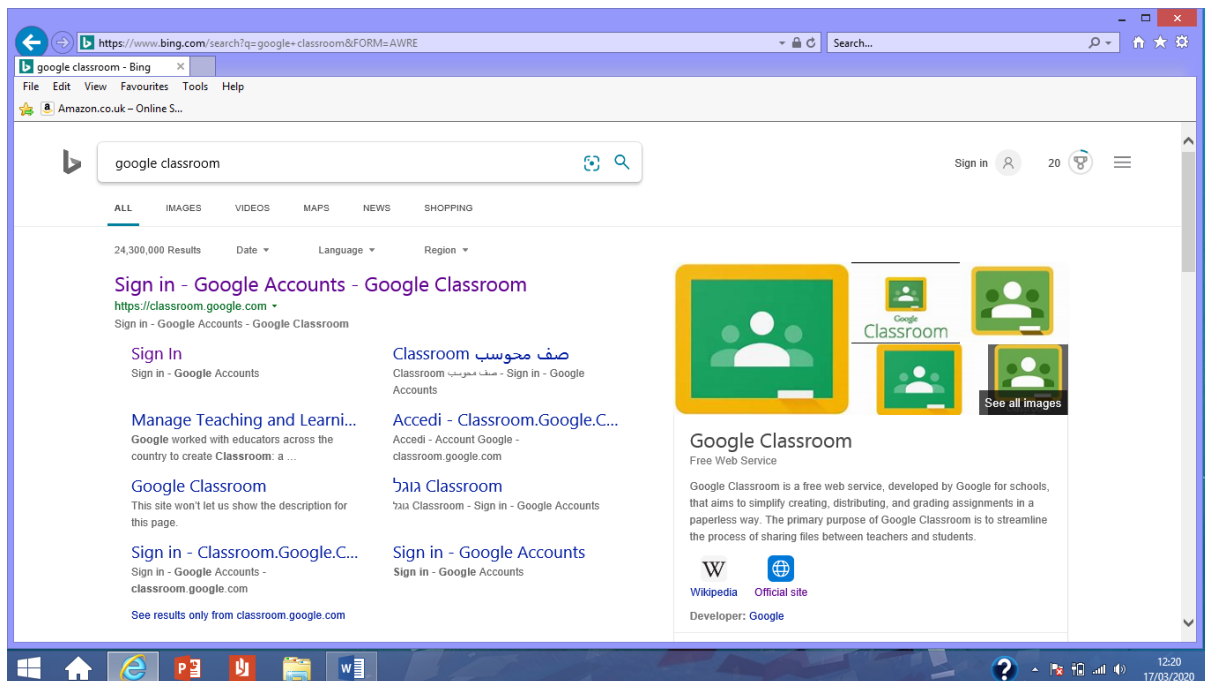 https://www.bing.com/search?q=google+classroom&FORM=AWRE
Search...
google classroom - Bing
File Edit View Favourites Tools Help
Amazon.co.uk – Online S...
google classroom
Sign in
20
ALL IMAGES VIDEOS MAPS NEWS SHOPPING
24,300,000 Results Date Language Region
Sign in - Google Accounts - Google Classroom
https://classroom.google.com
Sign in - Google Accounts - Google Classroom
Sign In
Sign in - Google Accounts
Classroom صف محوسب
Classroom صف محوسب - Sign in - Google
Accounts
Manage Teaching and Learni...
Google worked with educators across the
country to create Classroom: a ...
Accedi - Classroom.Google.C...
Accedi - Account Google -
classroom.google.com
Google Classroom
This site won't let us show the description for
this page.
גוגל Classroom
גוגל Classroom - Sign in - Google Accounts
Sign in - Classroom.Google.C...
Sign in - Google Accounts -
classroom.google.com
Sign in - Google Accounts
Sign in - Google Accounts
See results only from classroom.google.com
Google
Classroom
See all images
Google Classroom
Free Web Service
Google Classroom is a free web service, developed by Google for schools,
that aims to simplify creating, distributing, and grading assignments in a
paperless way. The primary purpose of Google Classroom is to streamline
the process of sharing files between teachers and students.
W
Wikipedia Official site
Developer: Google
12:20
17/03/2020